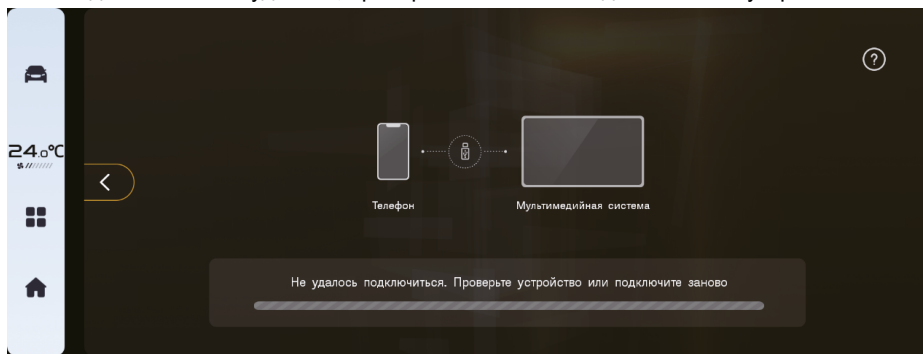 24.0°C
?
Телефон
Мультимедийная система
Не удалось подключиться. Проверьте устройство или подключите заново